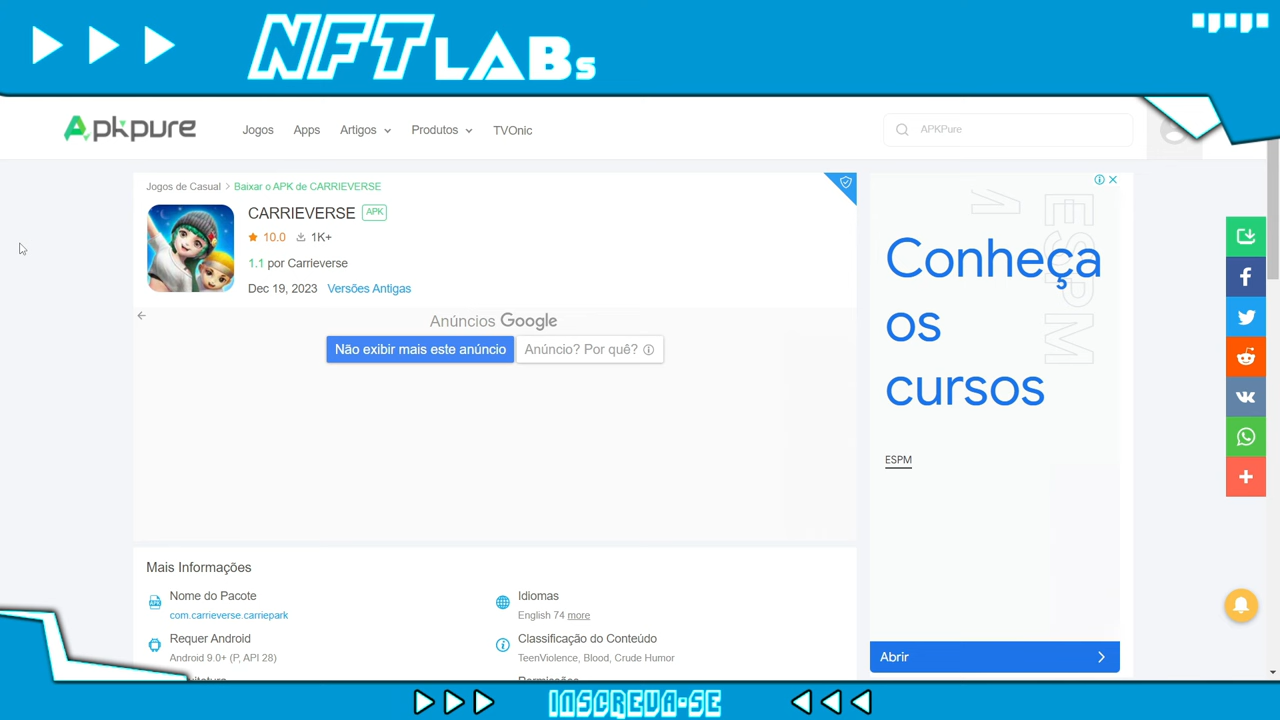 NFT LABs
Apkpure
Jogos
Apps
Artigos
Produtos
TVOnic
APKPure
Jogos de Casual > Baixar o APK de CARRIEVERSE
CARRIEVERSE APK
10.0 1K+
1.1 por Carrieverse
Dec 19, 2023 Versões Antigas
Anúncios Google
Não exibir mais este anúncio
Anúncio? Por quê?
ESPM
Conheça
os
cursos
ESPM
Abrir
Mais Informações
Nome do Pacote
com.carrieverse.carriepark
Idiomas
English 74 more
Requer Android
Android 9.0+ (P, API 28)
Classificação do Conteúdo
TeenViolence, Blood, Crude Humor
INSCREVA-SE